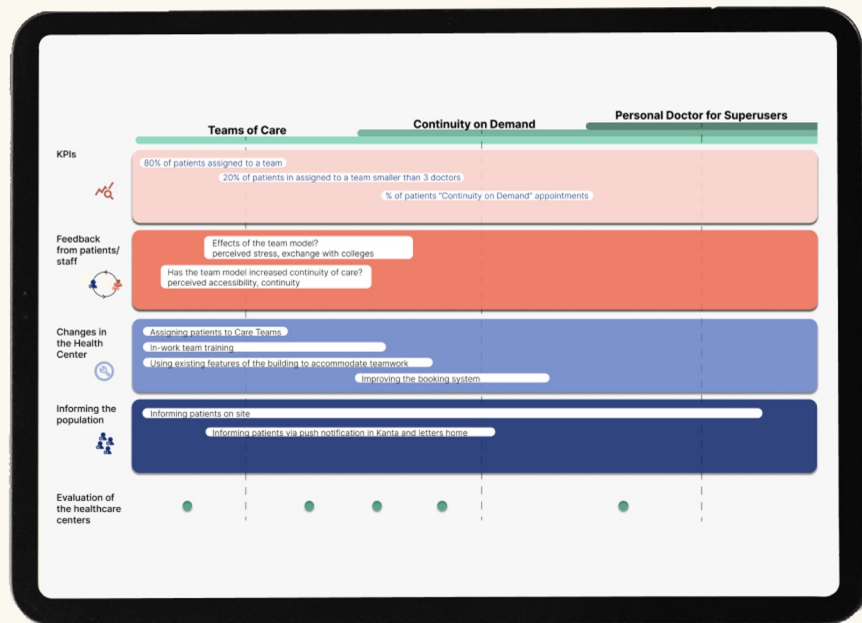 Teams of Care
Continuity on Demand
Personal Doctor for Superusers
KPIs
80% of patients assigned to a team
20% of patients in assigned to a team smaller than 3 doctors
% of patients "Continuity on Demand" appointments
Feedback
from patients/
staff
Effects of the team model?
perceived stress, exchange with colleges
Has the team model increased continuity of care?
perceived accessibility, continuity
Changes in
the Health
Center
Assigning patients to Care Teams
In-work team training
Using existing features of the building to accommodate teamwork
Improving the booking system
Informing the
population
Informing patients on site
Informing patients via push notification in Kanta and letters home
Evaluation of
the healthcare
centers